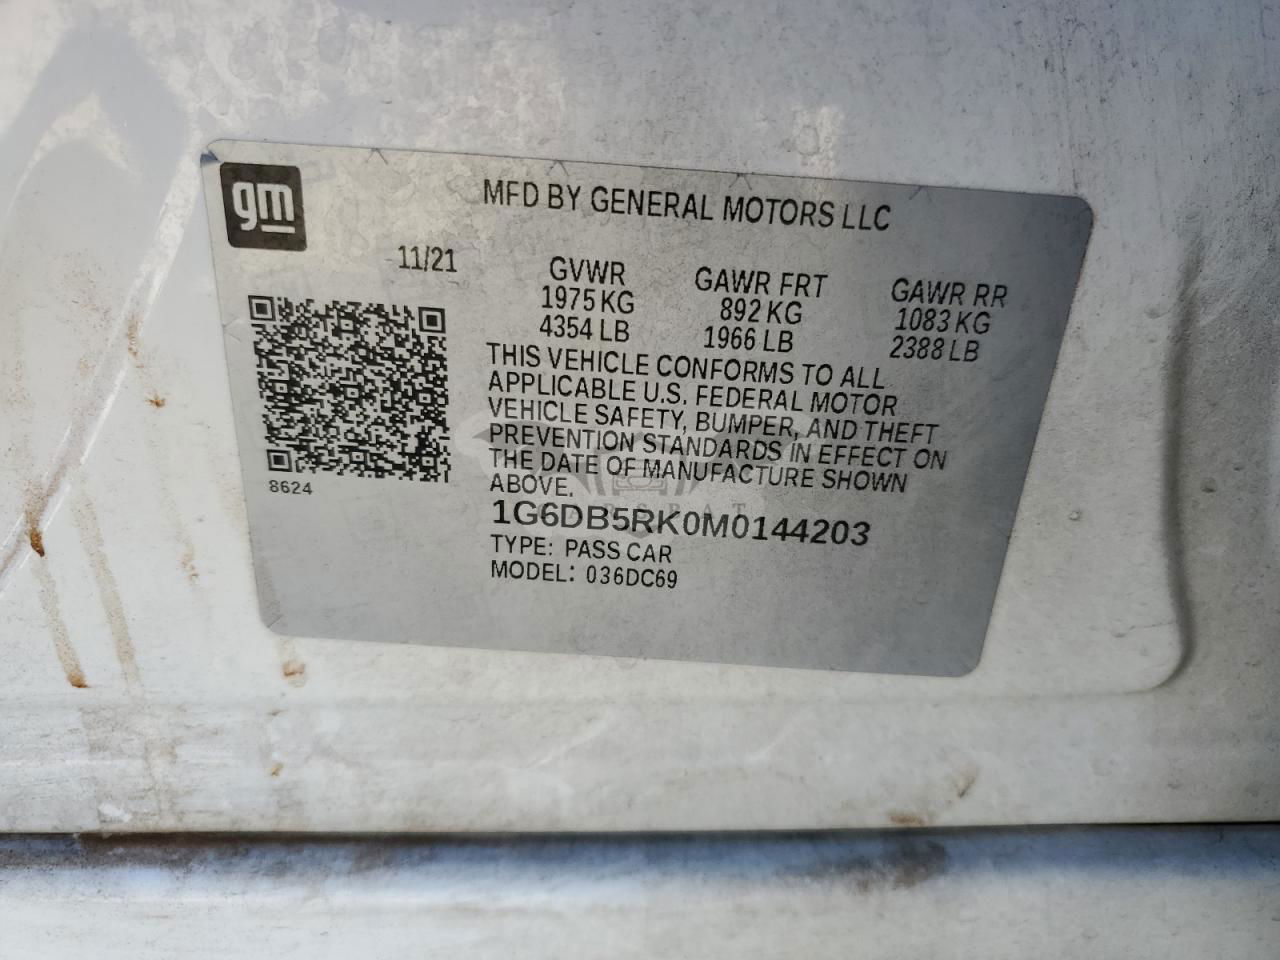 gm
MFD BY GENERAL MOTORS LLC
11/21
GVWR
1975 KG
4354 LB
GAWR FRT
892 KG
1966 LB
GAWR RR
1083 KG
2388 LB
THIS VEHICLE CONFORMS TO ALL
APPLICABLE U.S. FEDERAL MOTOR
VEHICLE SAFETY, BUMPER, AND THEFT
PREVENTION STANDARDS IN EFFECT ON
THE DATE OF MANUFACTURE SHOWN
ABOVE.
8624
1G6DB5RK0M0144203
TYPE: PASS CAR
MODEL: 036DC69